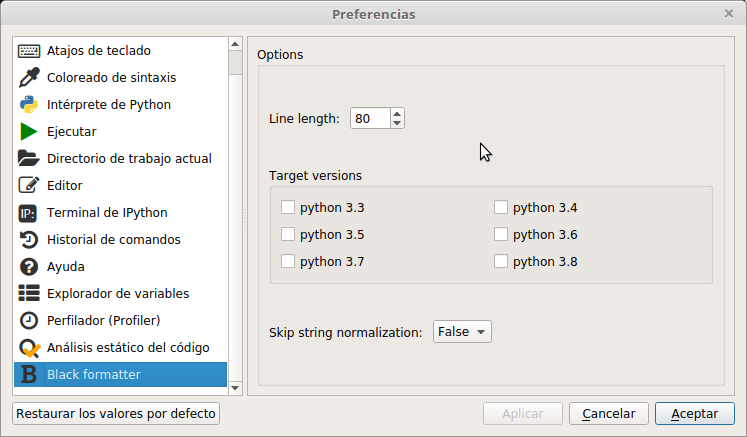 Preferencias
Atajos de teclado
Coloreado de sintaxis
Intérprete de Python
Ejecutar
Directorio de trabajo actual
Editor
IP: Terminal de IPython
Historial de comandos
Ayuda
Explorador de variables
Perfilador (Profiler)
Análisis estático del código
B Black formatter
Options
Line length: 80
Target versions
python 3.3 python 3.4
python 3.5 python 3.6
python 3.7 python 3.8
Skip string normalization: False
Restaurar los valores por defecto
Aplicar Cancelar Aceptar